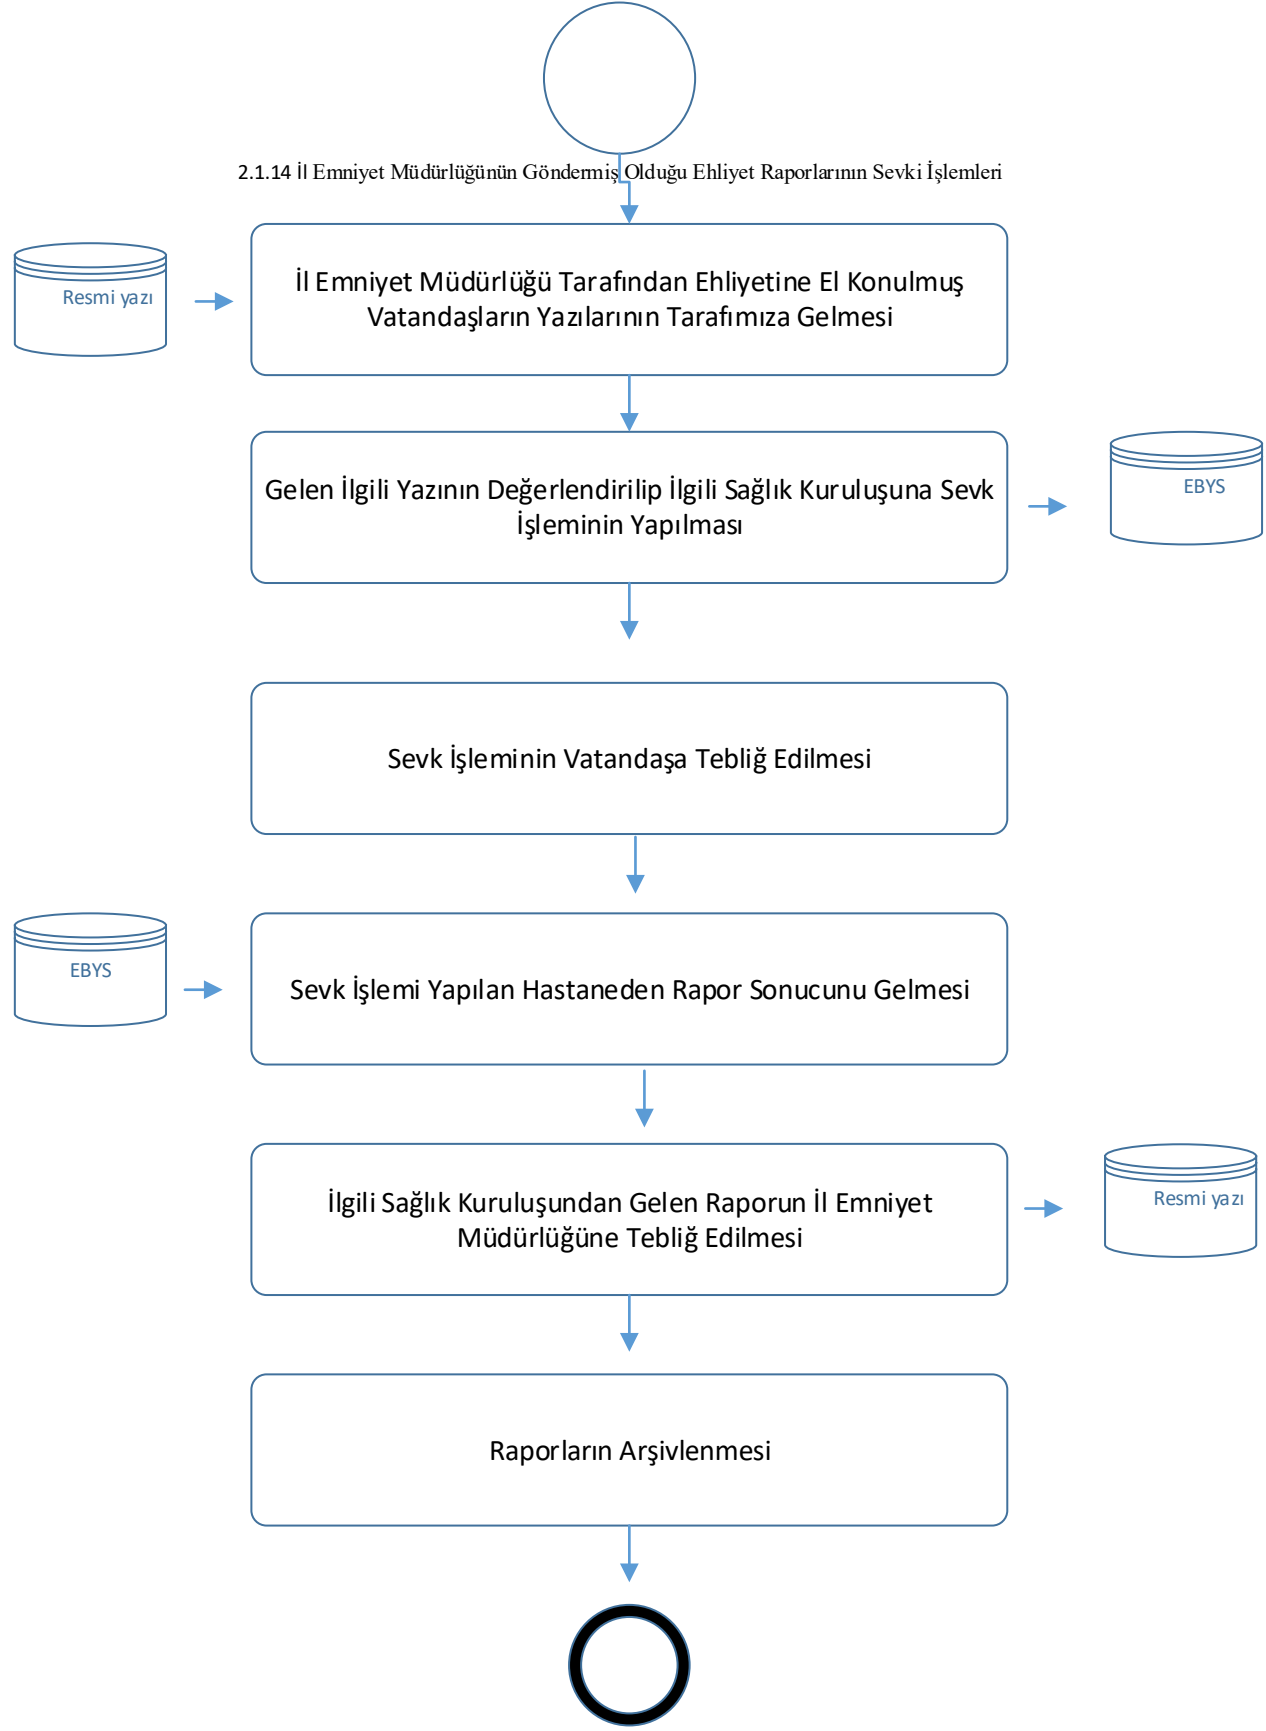 2.1.14 İl Emniyet Müdürlüğünün Göndermiş Olduğu Ehliyet Raporlarının Sevki İşlemleri
Resmi yazı
İl Emniyet Müdürlüğü Tarafından Ehliyetine El Konulmuş
Vatandaşların Yazılarının Tarafımıza Gelmesi
Gelen İlgili Yazının Değerlendirilip İlgili Sağlık Kuruluşuna Sevk
İşleminin Yapılması
EBYS
Sevk İşleminin Vatandaşa Tebliğ Edilmesi
EBYS
Sevk İşlemi Yapılan Hastaneden Rapor Sonucunu Gelmesi
İlgili Sağlık Kuruluşundan Gelen Raporun İl Emniyet
Müdürlüğüne Tebliğ Edilmesi
Resmi yazı
Raporların Arşivlenmesi